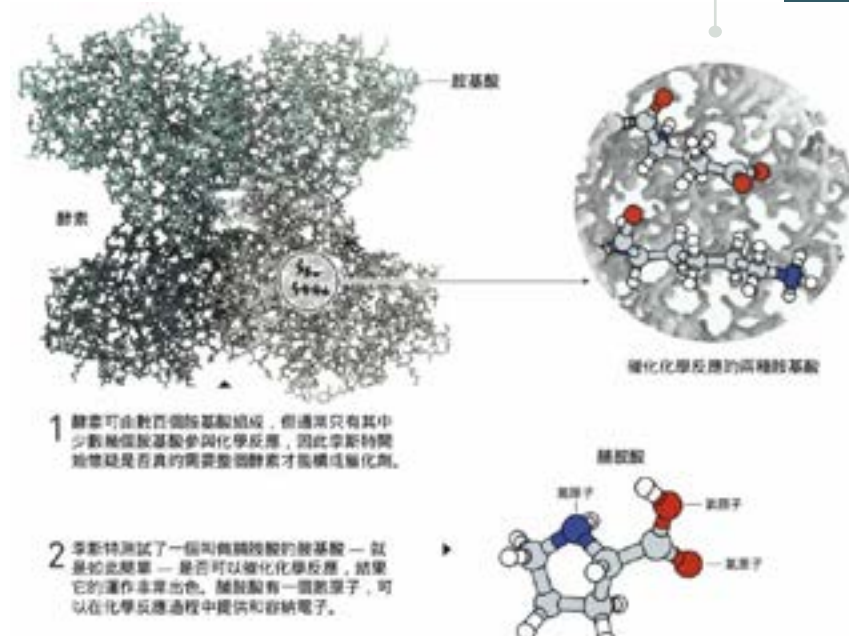 胺基酸
酵素
催化化學反應的兩種胺基酸
1 酵素可由數百個胺基酸組成，但通常只有其中
少數幾個胺基酸參與化學反應，因此李斯特開
始懷疑是否真的需要整個酵素才能構成催化劑。
脯胺酸
氮原子
氧原子
氧原子
2 李斯特測試了一個叫做脯胺酸的胺基酸 — 就
是如此簡單 — 是否可以催化化學反應，結果
它的運作非常出色。脯胺酸有一個氮原子，可
以在化學反應過程中提供和容納電子。